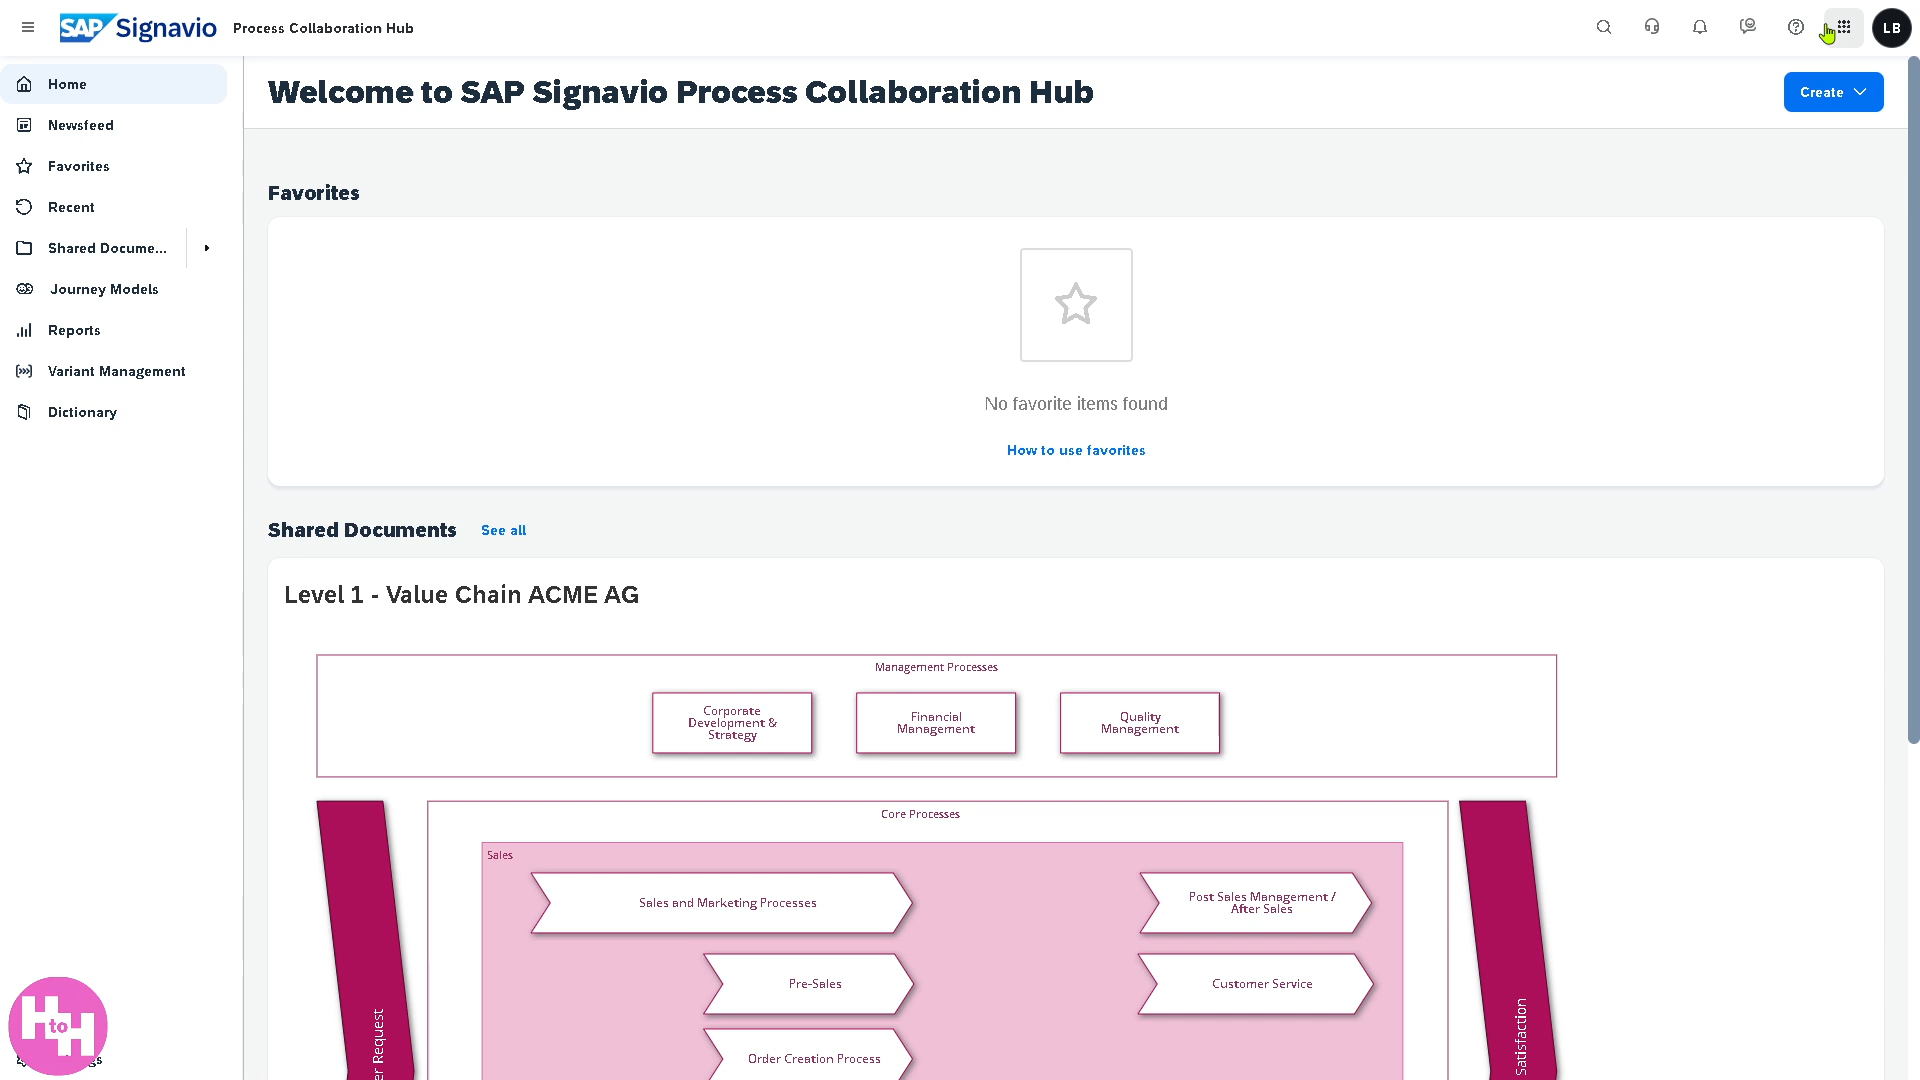 SAP Signavio Process Collaboration Hub
LB
Home
Newsfeed
Favorites
Recent
Shared Docume...
Journey Models
Reports
Variant Management
Dictionary
Welcome to SAP Signavio Process Collaboration Hub
Create
Favorites
No favorite items found
How to use favorites
Shared Documents See all
Level 1 - Value Chain ACME AG
Management Processes
Corporate
Development &
Strategy
Financial
Management
Quality
Management
Core Processes
Sales
Sales and Marketing Processes
Post Sales Management /
After Sales
Pre-Sales
Customer Service
Order Creation Process
er Request
Satisfaction
H to H
gs